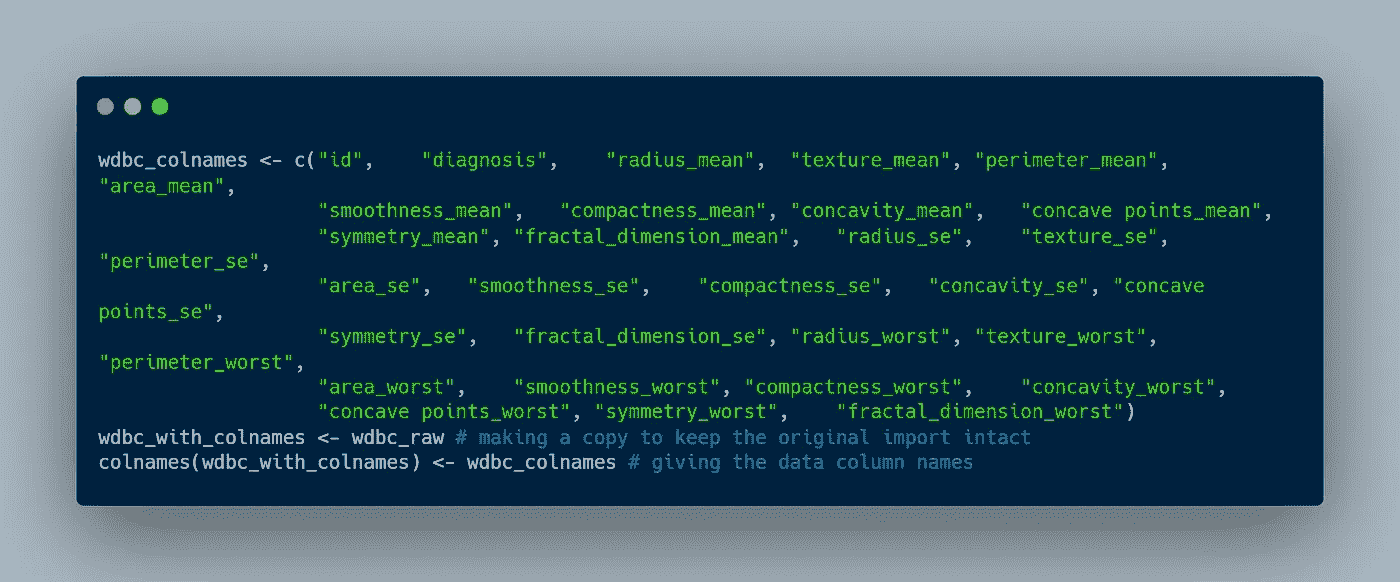 wdbc_colnames <- c("id",    "diagnosis",    "radius_mean",  "texture_mean", "perimeter_mean",
"area_mean",
                   "smoothness_mean",   "compactness_mean", "concavity_mean",   "concave points_mean",
                   "symmetry_mean", "fractal_dimension_mean",   "radius_se",    "texture_se",
"perimeter_se",
                   "area_se",   "smoothness_se",    "compactness_se",   "concavity_se", "concave
points_se",
                   "symmetry_se",   "fractal_dimension_se", "radius_worst", "texture_worst",
"perimeter_worst",
                   "area_worst",    "smoothness_worst", "compactness_worst",    "concavity_worst",
                   "concave points_worst", "symmetry_worst",    "fractal_dimension_worst")
wdbc_with_colnames <- wdbc_raw # making a copy to keep the original import intact
colnames(wdbc_with_colnames) <- wdbc_colnames # giving the data column names